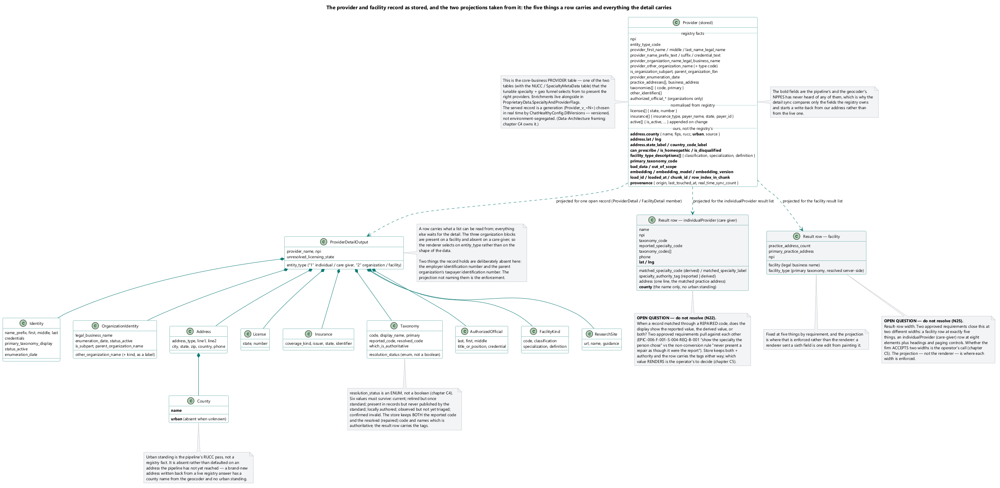 The provider and facility record as stored, and the two projections taken from it: the five things a row carries and everything the detail carries
C Provider (stored)
registry facts
npi
entity_type_code
provider_first_name / middle / last_name_legal_name
provider_name_prefix_text / suffix / credential_text
provider_organization_name_legal_business_name
provider_other_organization_name (+ type code)
is_organization_subpart, parent_organization_lbn
provider_enumeration_date
practice_addresses[], business_address
taxonomies[] { code, primary }
other_identifiers[]
authorized_official_* (organizations only)
normalised from registry
licenses[] { state, number }
insurance[] { insurance_type, payer_name, state, payer_id }
active[] { is_active, ... } appended on change
ours, not the registry's
address.county { name, fips, rucc, urban, source }
address.lat / lng
address.state_label / country_code_label
can_prescribe / is_homeopathic / is_disqualified
facility_type_descriptions[] { classification, specialization, definition }
primary_taxonomy_code
bad_data / out_of_scope
embedding / embedding_model / embedding_version
load_id / loaded_at / chunk_id / row_index_in_chunk
provenance { origin, last_touched_at, real_time_sync_count }
This is the core-business PROVIDER table — one of the two
tables (with the NUCC / SpecialtyMetaData table) that the
tunable specialty + geo funnel selects from to present the
right providers. Enrichments live alongside in
ProprietaryData.SpecialtyAndProviderFlags.
The served record is a generation (Provider_v_<N>) chosen
in real time by ChatHealthyConfig.DBVersions — versioned,
not environment-segregated. (Data-Architecture framing;
chapter C4 owns it.)
The bold fields are the pipeline's and the geocoder's.
NPPES has never heard of any of them, which is why the
detail sync compares only the fields the registry owns
and starts a write-back from our address rather than
from the live one.
projected for one open record (ProviderDetail / FacilityDetail member)
projected for the individualProvider result list
projected for the facility result list
C ProviderDetailOutput
provider_name, npi
unresolved_licensing_state
entity_type ("1" individual / care giver, "2" organization / facility)
A row carries what a list can be read from; everything
else waits for the detail. The three organization blocks
are present on a facility and absent on a care giver, so
the renderer selects on entity_type rather than on the
shape of the data.
Two things the record holds are deliberately absent here:
the employer identification number and the parent
organization's taxpayer identification number. The
projection not naming them is the enforcement.
C Result row — individualProvider (care giver)
name
npi
taxonomy_code
reported_specialty_code
taxonomy_codes[]
phone
lat / lng
matched_specialty_code (derived) / matched_specialty_label
specialty_authority_tag (reported | derived)
address (one line, the matched practice address)
county (the name only, no urban standing)
C Result row — facility
practice_address_count
primary_practice_address
npi
facility (legal business name)
facility_type (primary taxonomy, resolved server-side)
C Identity
name_prefix, first, middle, last
credentials
primary_taxonomy_display
status_active
enumeration_date
C OrganizationIdentity
legal_business_name
enumeration_date, status_active
is_subpart, parent_organization_name
other_organization_name (+ kind, as a label)
C Address
address_type, line1, line2
city, state, zip, country, phone
C License
state, number
C Insurance
coverage_kind, issuer, state, identifier
C Taxonomy
code, display_name, primary
reported_code, resolved_code
which_is_authoritative
resolution_status (enum, not a boolean)
C AuthorizedOfficial
last, first, middle
title_or_position, credential
C FacilityKind
code, classification
specialization, definition
C ResearchSite
url, name, guidance
OPEN QUESTION — do not resolve (N22).
When a record matched through a REPAIRED code, does the
display show the reported value, the derived value, or
both? Two approved requirements pull against each other
(EPIC-006-F-001-S-004-REQ-B-001 "show the specialty the
person chose" vs the non-conversion rule "never present a
repair as though it were the report"). Store keeps both +
authority and the row carries the tags either way; which
value RENDERS is the operator's to decide (chapter C5).
Fixed at five things by requirement, and the projection
is where that is enforced rather than the renderer: a
renderer sent a sixth field is one edit from painting it.
OPEN QUESTION — do not resolve (N25).
Result-row width. Two approved requirements close this at
two different widths: a facility row at exactly five
things, an individualProvider (care-giver) row at eight
elements plus headings and paging controls. Whether the
firm ACCEPTS two widths is the operator's call (chapter
C5). The projection — not the renderer — is where each
width is enforced.
C County
name
urban (absent when unknown)
resolution_status is an ENUM, not a boolean (chapter C4).
Six values must survive: current; retired but once
standard; present in records but never published by the
standard; locally authored; observed but not yet triaged;
confirmed invalid. The store keeps BOTH the reported code
and the resolved (repaired) code and names which is
authoritative; the result row carries the tags.
Urban standing is the pipeline's RUCC pass, not a
registry fact. It is absent rather than defaulted on an
address the pipeline has not yet reached — a brand-new
address written back from a live registry answer has a
county name from the geocoder and no urban standing.